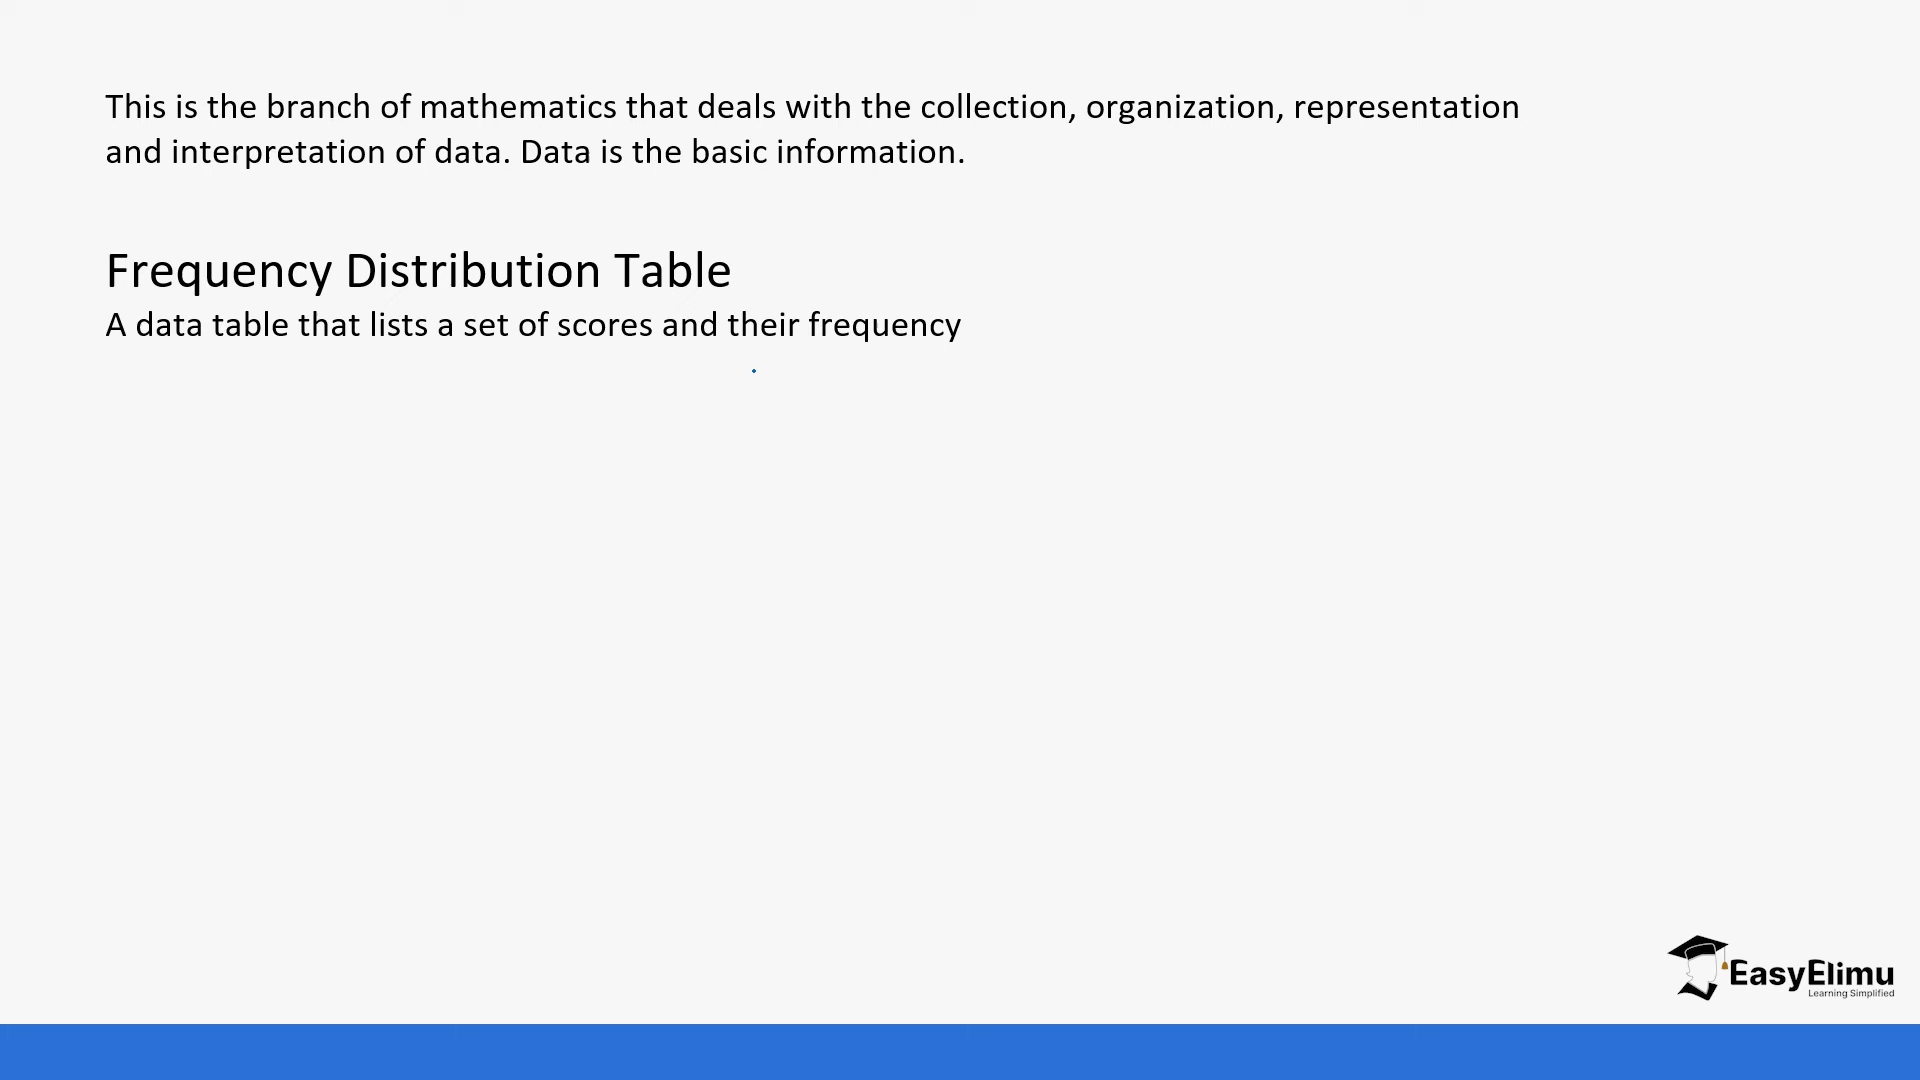 This is the branch of mathematics that deals with the collection, organization, representation
and interpretation of data. Data is the basic information.
Frequency Distribution Table
A data table that lists a set of scores and their frequency
EasyElimu
Learning Simplified